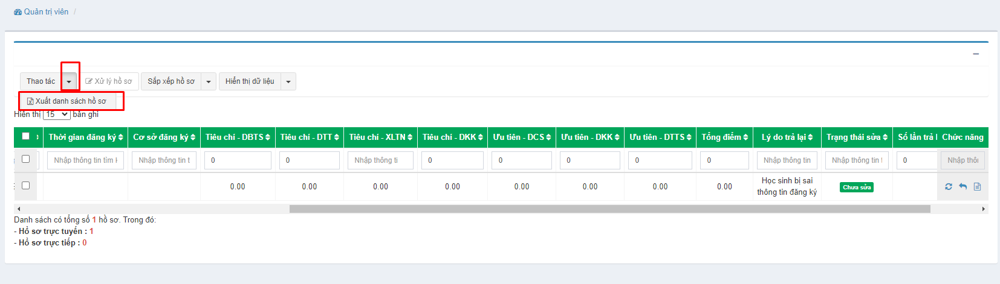 Quản trị viên /
Thao tác Xử lý hồ sơ Sắp xếp hồ sơ Hiển thị dữ liệu
Xuất danh sách hồ sơ
Hiển thị 15 bản ghi
Thời gian đăng ký Cơ sở đăng ký Tiêu chí - DBTS Tiêu chí - DTT Tiêu chí - XLTN Tiêu chí - DKK Ưu tiên - DCS Ưu tiên - DKK Ưu tiên - DTTS Tổng điểm Lý do trả lại Trạng thái sửa Số lần trả l Chức năng
Nhập thông tin tìm k Nhập thông tin t 0 0 Nhập thông ti 0 0 0 0 0 Nhập thông tin Nhập thông tin t 0 Nhập thôn
0.00 0.00 0.00 0.00 0.00 0.00 0.00 Học sinh bị sai
thông tin đăng ký Chưa sửa
Danh sách có tổng số 1 hồ sơ. Trong đó:
- Hồ sơ trực tuyến : 1
- Hồ sơ trực tiếp : 0